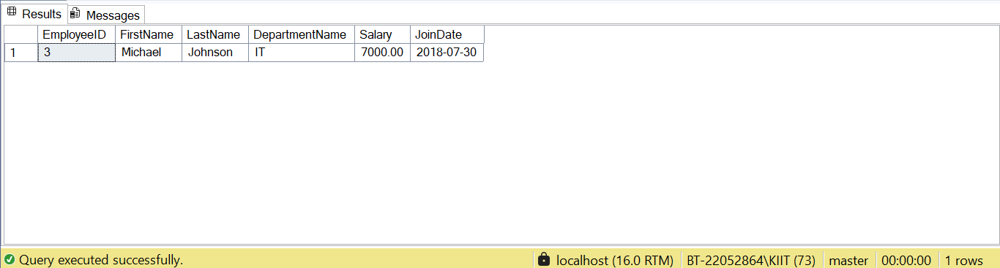 Results Messages
EmployeeID FirstName LastName DepartmentName Salary JoinDate
1 3 Michael Johnson IT 7000.00 2018-07-30
Query executed successfully. localhost (16.0 RTM) BT-22052864\KIIT (73) master 00:00:00 1 rows